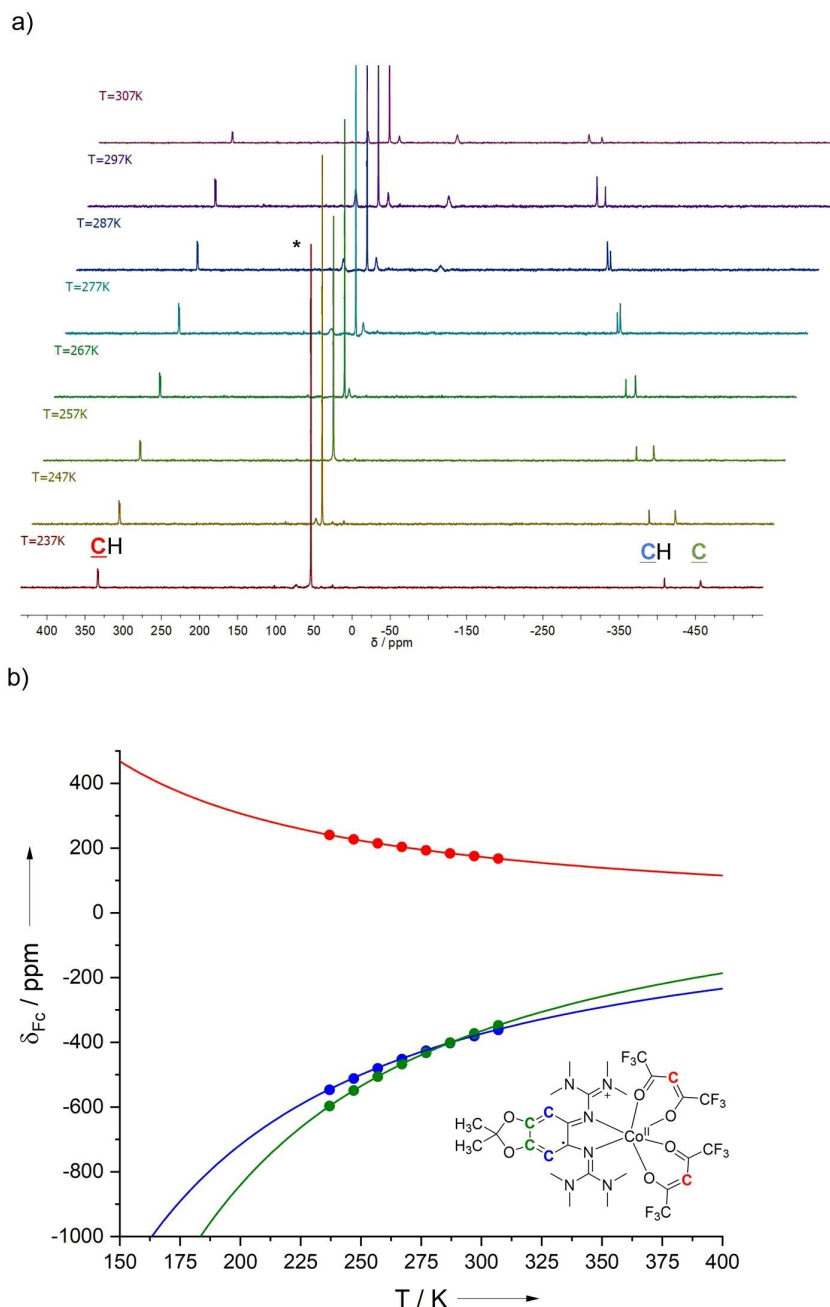 a)
T=307K
T=297K
T=287K
*
T=277K
T=267K
T=257K
T=247K
T=237K
CH
CH C
400 350 300 250 200 150 100 50 0 -50 -150 -250 -350 -450
δ / ppm
b)
400
200
0
-200
-400
-600
-800
-1000
δFc / ppm
N N
+
F3C
C
O
CF3
O
C
N
O
H3C
C
CoII
O
H3C
C
O
C
N
O
CF3
C
N N
F3C
150 175 200 225 250 275 300 325 350 375 400
T / K